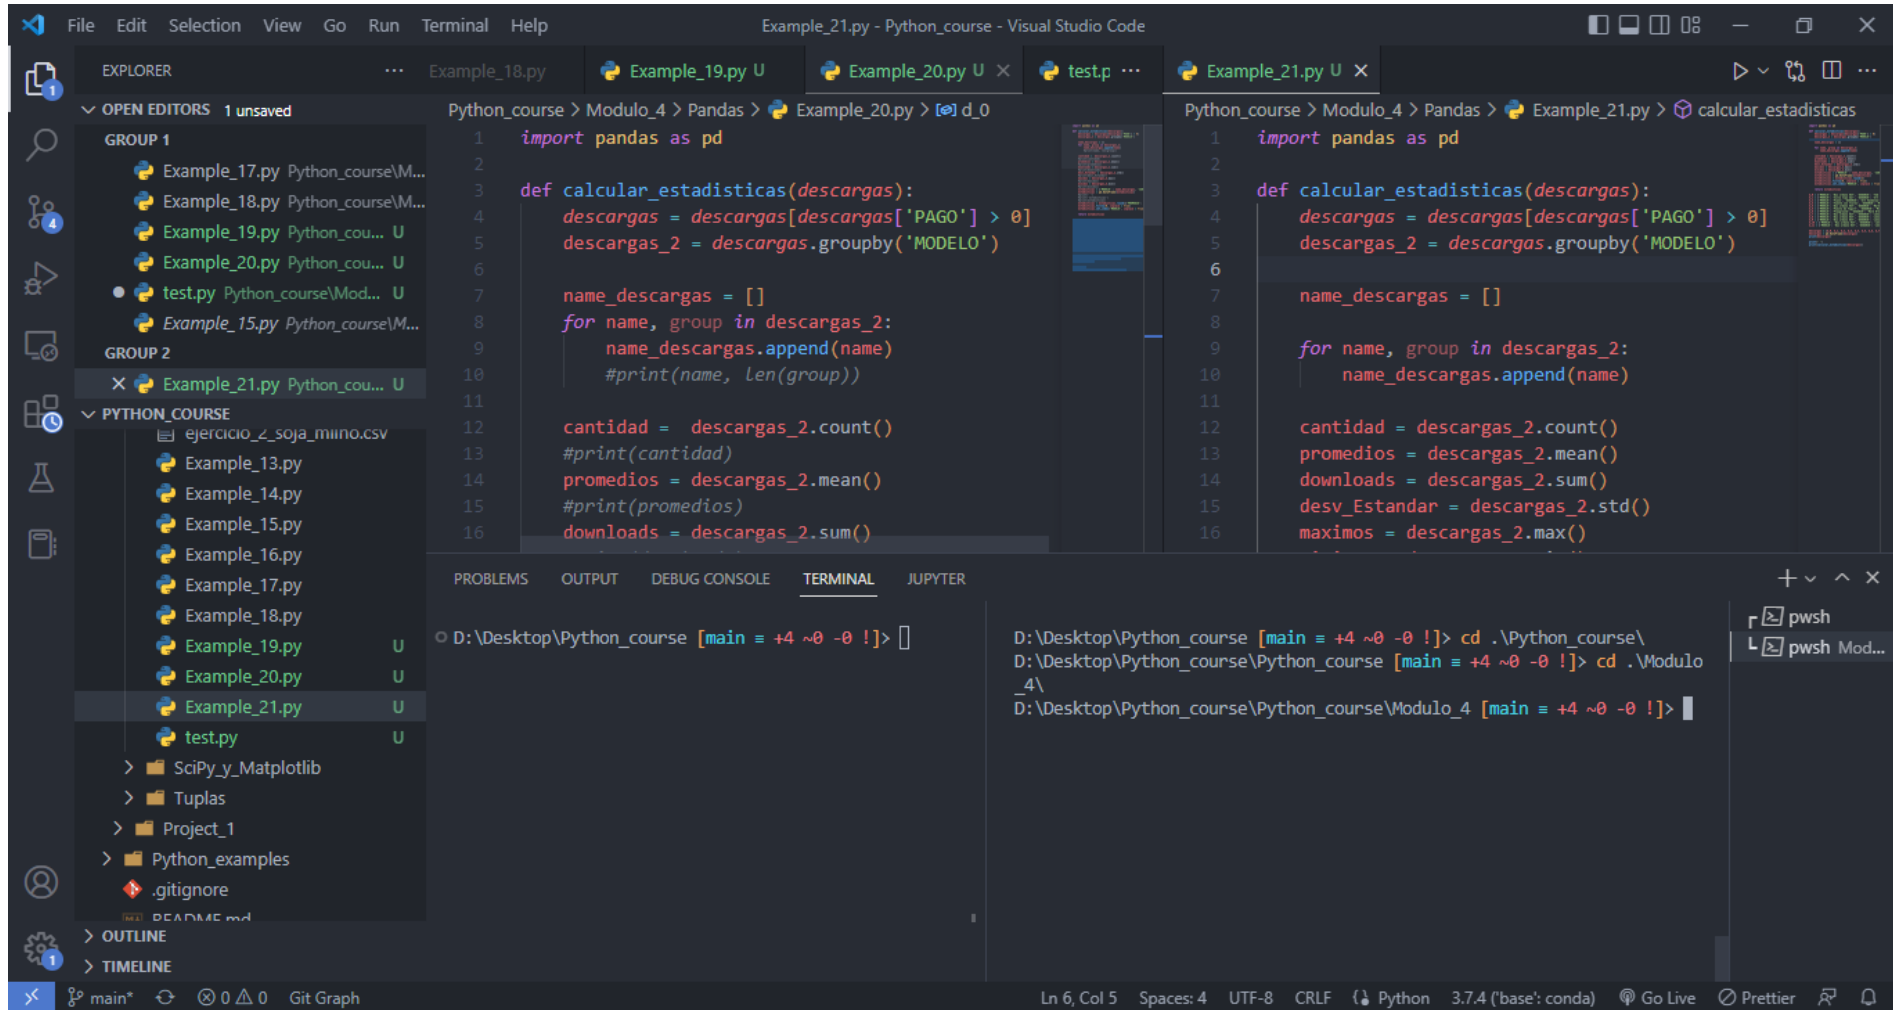 File Edit Selection View Go Run Terminal Help
Example_21.py - Python_course - Visual Studio Code
EXPLORER
OPEN EDITORS 1 unsaved
GROUP 1
Example_17.py Python_course\M...
Example_18.py Python_course\M...
Example_19.py Python_cou... U
Example_20.py Python_cou... U
test.py Python_course\Mod... U
Example_15.py Python_course\M...
GROUP 2
Example_21.py Python_cou... U
PYTHON_COURSE
ejercicio_2_soja_miino.csv
Example_13.py
Example_14.py
Example_15.py
Example_16.py
Example_17.py
Example_18.py
Example_19.py U
Example_20.py U
Example_21.py U
test.py U
SciPy_y_Matplotlib
Tuplas
Project_1
Python_examples
.gitignore
README.md
OUTLINE
TIMELINE
Example_18.py Example_19.py U Example_20.py U test.p
Python_course > Modulo_4 > Pandas > Example_20.py > d_0
1 import pandas as pd
2
3 def calcular_estadisticas(descargas):
4 descargas = descargas[descargas['PAGO'] > 0]
5 descargas_2 = descargas.groupby('MODELO')
6
7 name_descargas = []
8 for name, group in descargas_2:
9 name_descargas.append(name)
10 #print(name, len(group))
11
12 cantidad =  descargas_2.count()
13 #print(cantidad)
14 promedios = descargas_2.mean()
15 #print(promedios)
16 downloads = descargas_2.sum()
Example_21.py U
Python_course > Modulo_4 > Pandas > Example_21.py > calcular_estadisticas
1 import pandas as pd
2
3 def calcular_estadisticas(descargas):
4 descargas = descargas[descargas['PAGO'] > 0]
5 descargas_2 = descargas.groupby('MODELO')
6
7 name_descargas = []
8
9 for name, group in descargas_2:
10 name_descargas.append(name)
11
12 cantidad = descargas_2.count()
13 promedios = descargas_2.mean()
14 downloads = descargas_2.sum()
15 desv_Estandar = descargas_2.std()
16 maximos = descargas_2.max()
PROBLEMS OUTPUT DEBUG CONSOLE TERMINAL JUPYTER
D:\Desktop\Python_course [main ≡ +4 ~0 -0 !]>
D:\Desktop\Python_course [main ≡ +4 ~0 -0 !]> cd .\Python_course\
D:\Desktop\Python_course\Python_course [main ≡ +4 ~0 -0 !]> cd .\Modulo
_4\
D:\Desktop\Python_course\Python_course\Modulo_4 [main ≡ +4 ~0 -0 !]>
pwsh
pwsh Mod...
main* 0 0 Git Graph
Ln 6, Col 5 Spaces: 4 UTF-8 CRLF Python 3.7.4 ('base': conda) Go Live Prettier